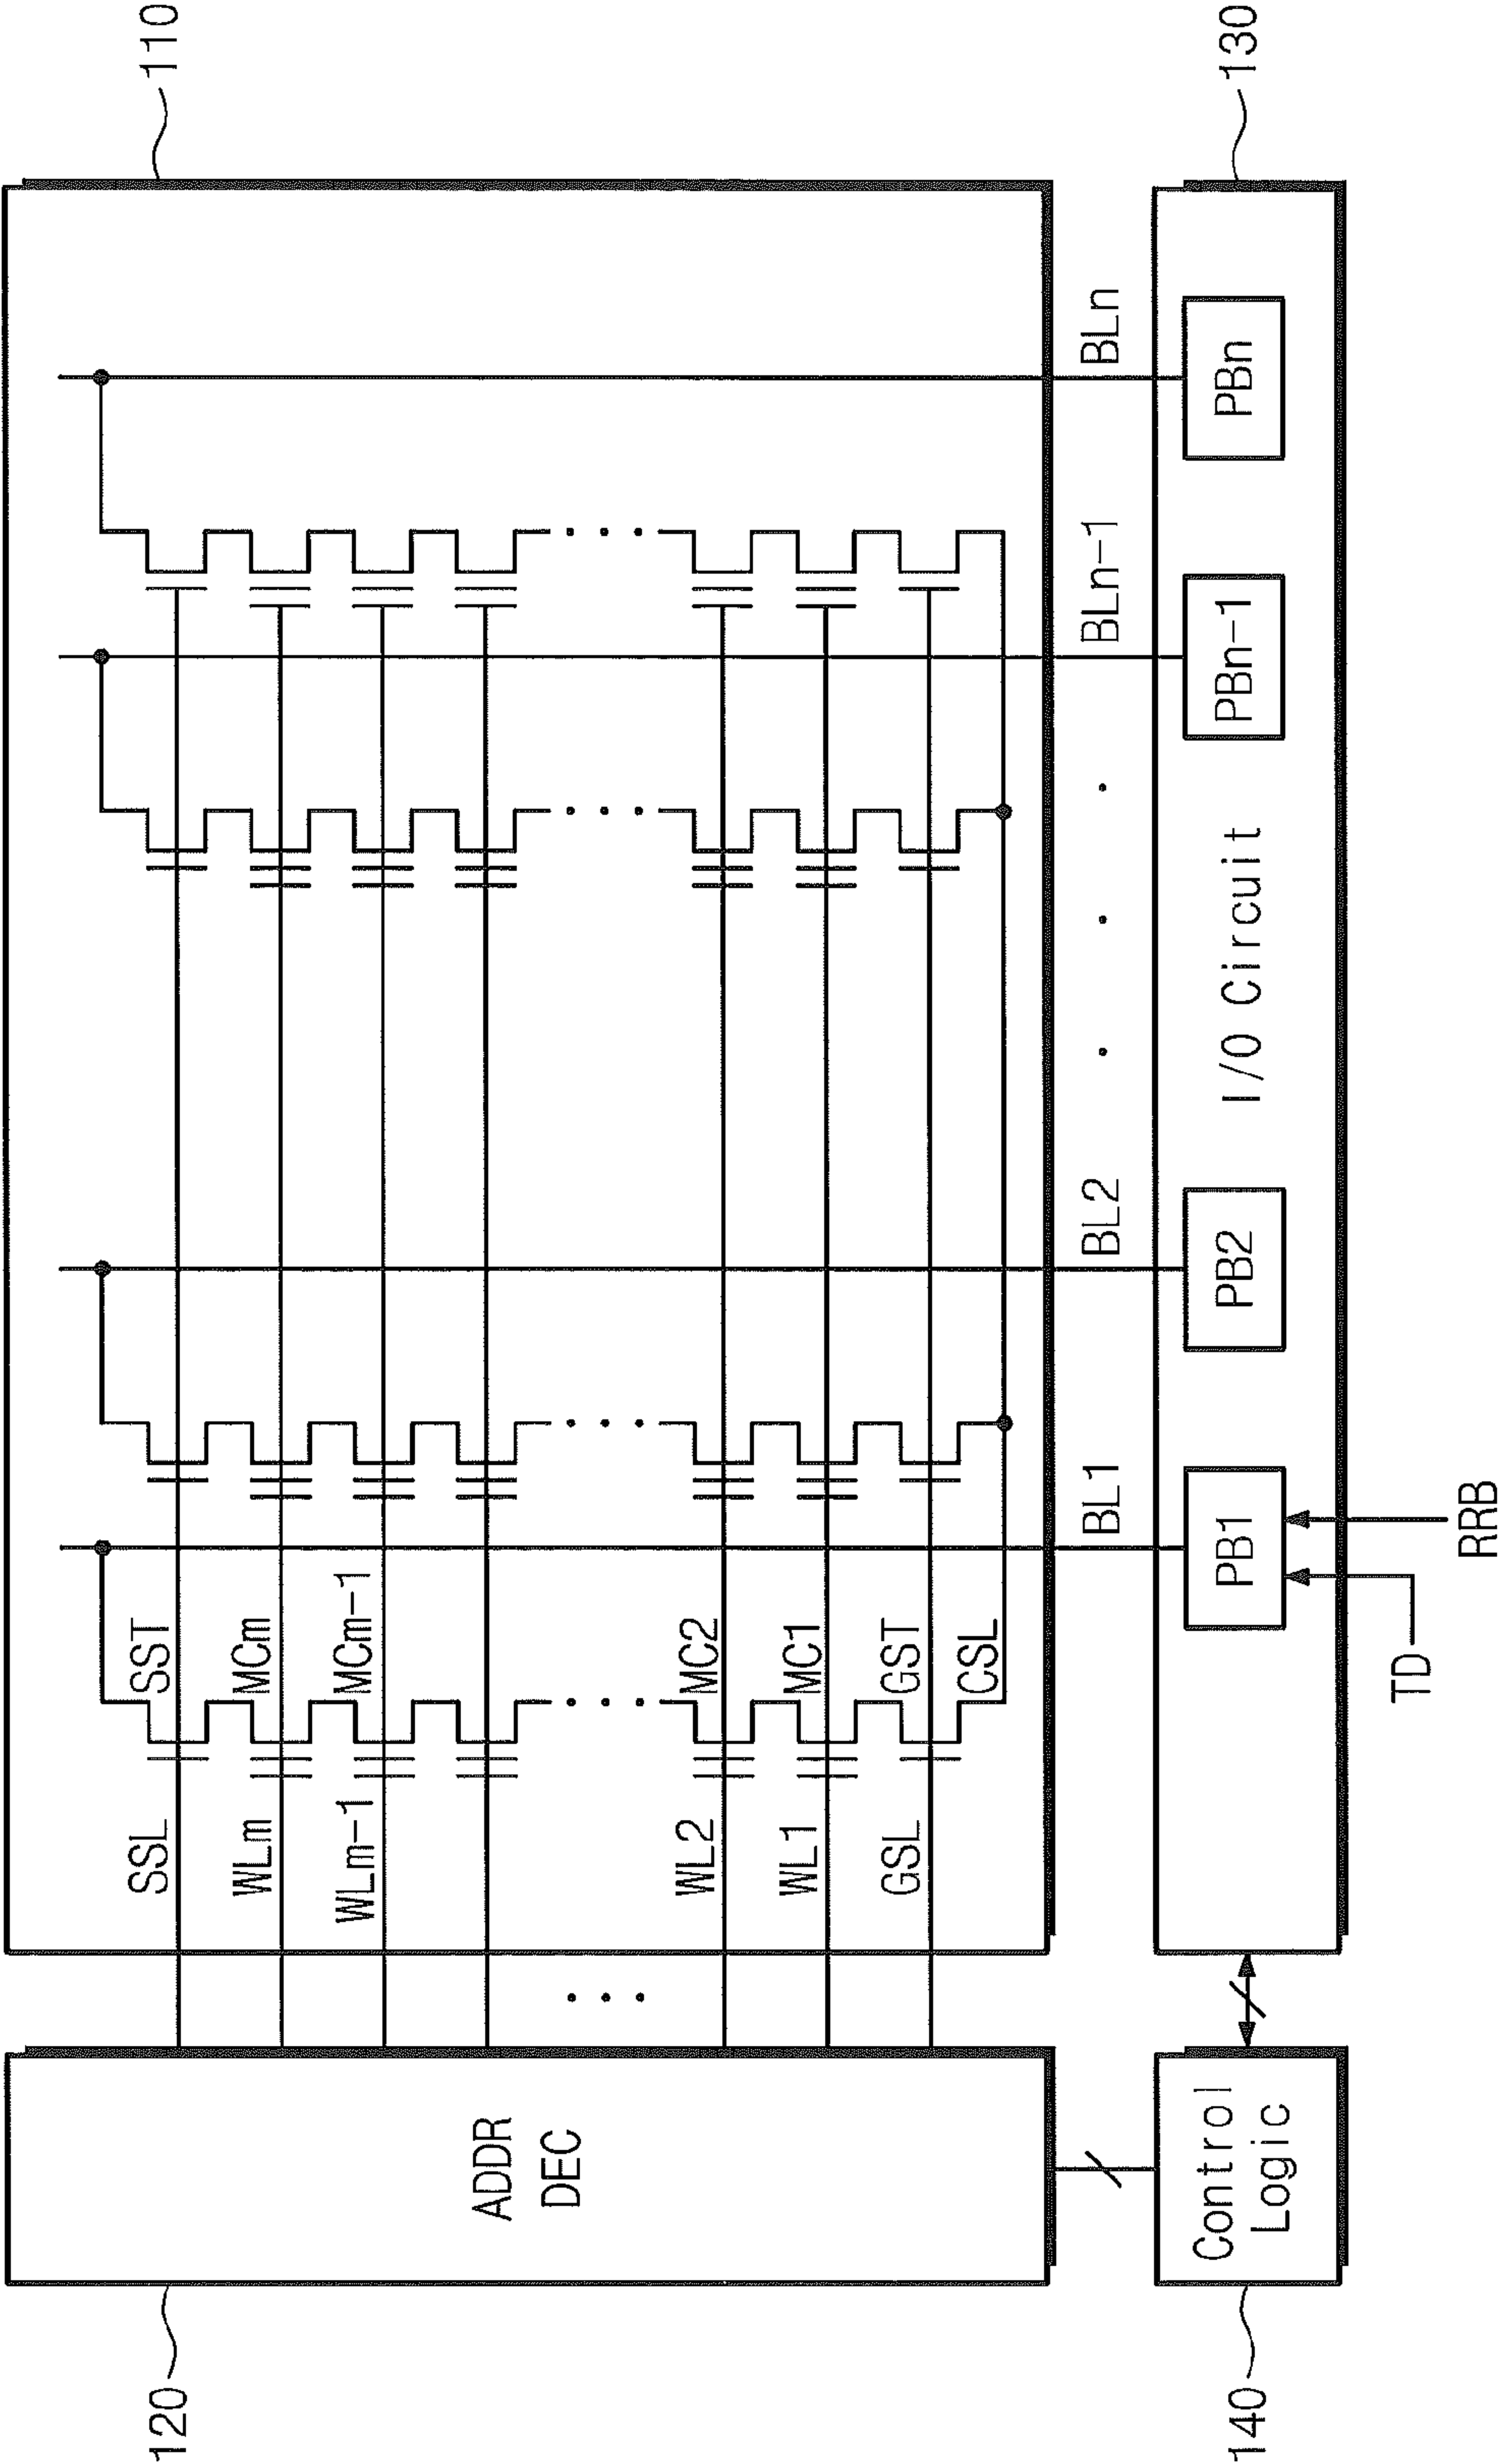 110
120
ADDR
DEC
SSL
SST
WLm
MCm
WLm-1
MCm-1
WL2
MC2
WL1
MC1
GSL
GST
CSL
BL1
BL2
BLn-1
BLn
130
140
Control
Logic
PB1
PB2
I/O Circuit
PBn-1
PBn
TD
RRB